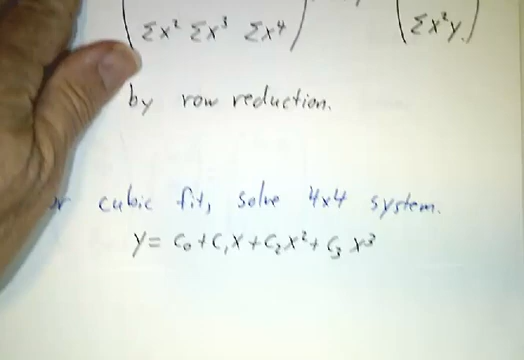 Σx² Σx³ Σx⁴ Σx²y
by row reduction.
cubic fit, solve 4x4 system.
y = c₀ + c₁x + c₂x² + c₃x³